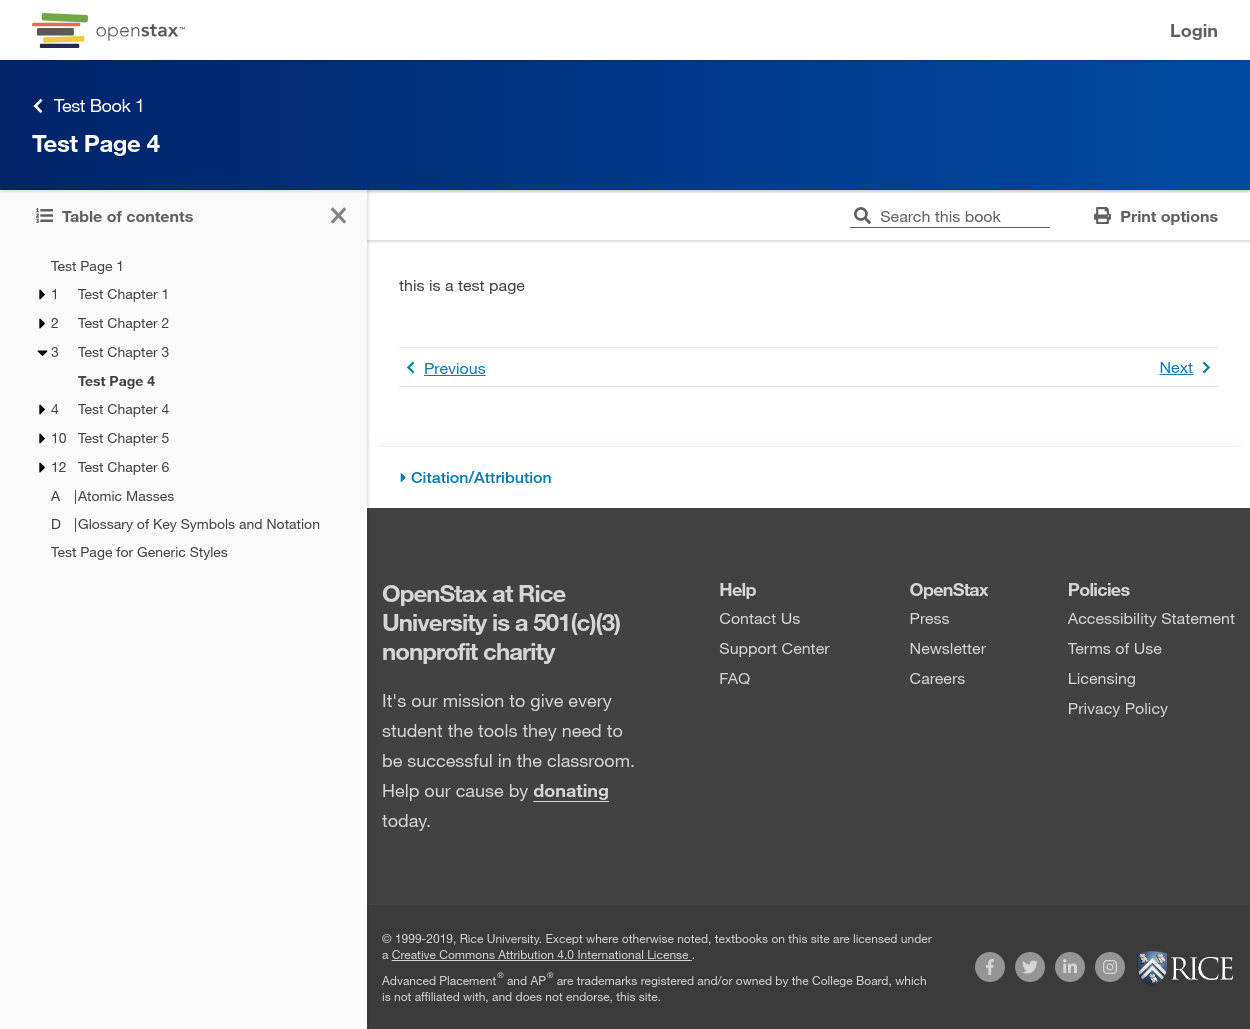 openstax™
Login
Test Book 1
Test Page 4
Table of contents
Search this book
Print options
Test Page 1
1 Test Chapter 1
2 Test Chapter 2
3 Test Chapter 3
Test Page 4
4 Test Chapter 4
10 Test Chapter 5
12 Test Chapter 6
A |Atomic Masses
D |Glossary of Key Symbols and Notation
Test Page for Generic Styles
this is a test page
Previous
Next
Citation/Attribution
OpenStax at Rice
University is a 501(c)(3)
nonprofit charity
It's our mission to give every
student the tools they need to
be successful in the classroom.
Help our cause by donating
today.
Help
Contact Us
Support Center
FAQ
OpenStax
Press
Newsletter
Careers
Policies
Accessibility Statement
Terms of Use
Licensing
Privacy Policy
© 1999-2019, Rice University. Except where otherwise noted, textbooks on this site are licensed under
a Creative Commons Attribution 4.0 International License .
Advanced Placement® and AP® are trademarks registered and/or owned by the College Board, which
is not affiliated with, and does not endorse, this site.
RICE